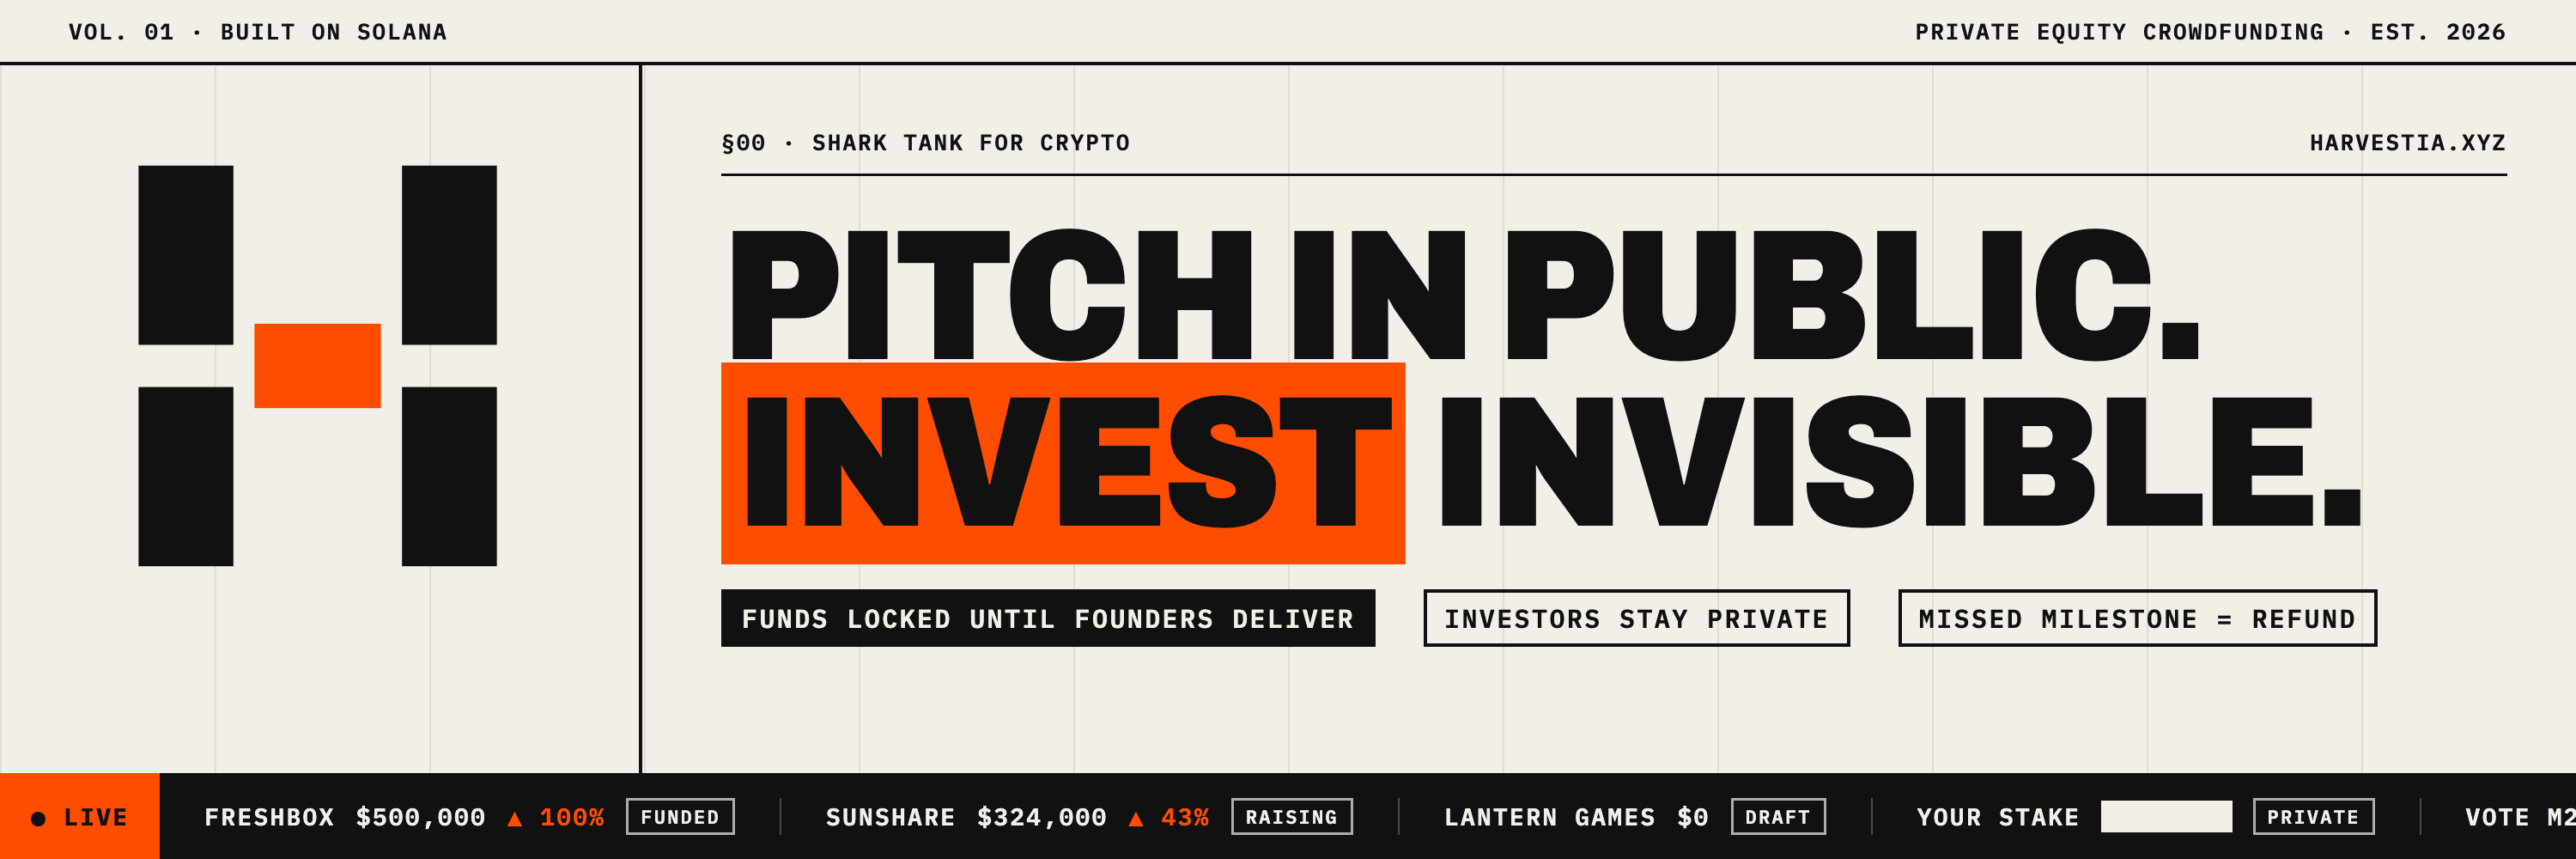 VOL. 01 · BUILT ON SOLANA
PRIVATE EQUITY CROWDFUNDING · EST. 2026
§00 · SHARK TANK FOR CRYPTO
HARVESTIA.XYZ
PITCH IN PUBLIC.
INVEST INVISIBLE.
FUNDS LOCKED UNTIL FOUNDERS DELIVER
INVESTORS STAY PRIVATE
MISSED MILESTONE = REFUND
● LIVE
FRESHBOX $500,000 ▲ 100% FUNDED
SUNSHARE $324,000 ▲ 43% RAISING
LANTERN GAMES $0 DRAFT
YOUR STAKE PRIVATE
VOTE M2